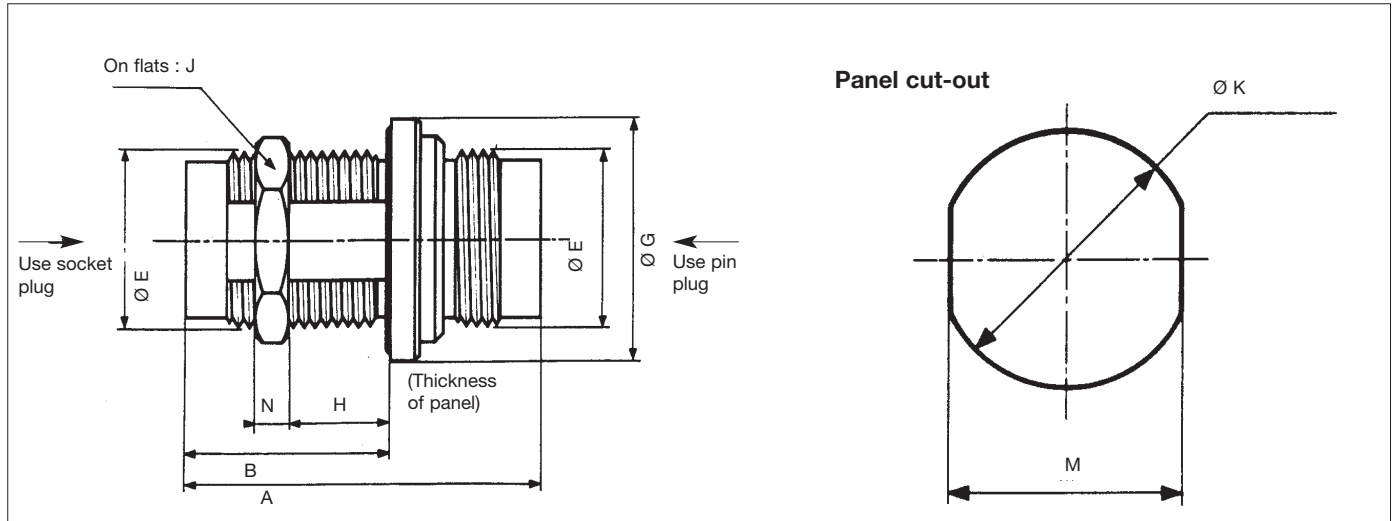 On flats : J
Panel cut-out
Ø K
Use socket
plug
Ø E
Ø E
Ø G
Use pin
plug
(Thickness
of panel)
N
H
B
A
M